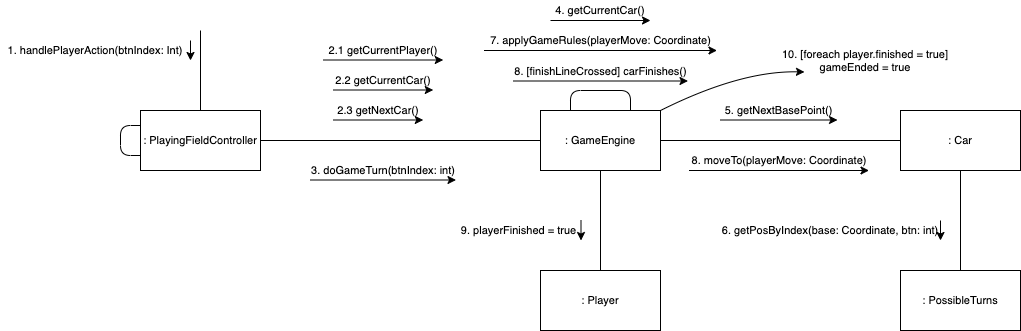 4. getCurrentCar()
1. handlePlayerAction(btnIndex: Int)
2.1 getCurrentPlayer()
7. applyGameRules(playerMove: Coordinate)
10. [foreach player.finished = true]
gameEnded = true
2.2 getCurrentCar()
8. [finishLineCrossed] carFinishes()
2.3 getNextCar()
5. getNextBasePoint()
: PlayingFieldController
: GameEngine
: Car
3. doGameTurn(btnIndex: int)
8. moveTo(playerMove: Coordinate)
9. playerFinished = true
6. getPosByIndex(base: Coordinate, btn: int)
: Player
: PossibleTurns